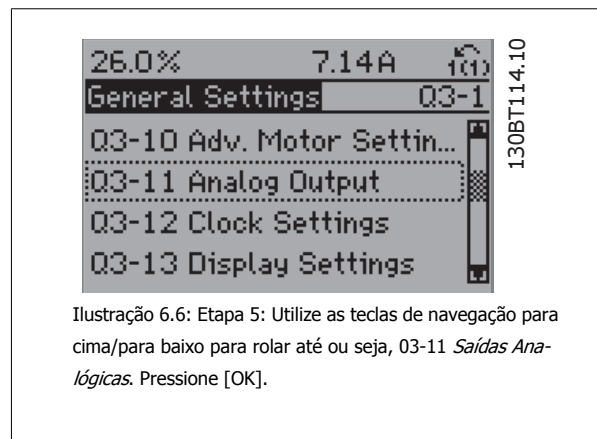 26.0% 7.14A 1(1)
General Settings Q3-1
Q3-10 Adv. Motor Settin...
Q3-11 Analog Output
Q3-12 Clock Settings
Q3-13 Display Settings
130BT114.10
Ilustração 6.6: Etapa 5: Utilize as teclas de navegação para
cima/para baixo para rolar até ou seja, 03-11 Saídas Ana-
lógicas. Pressione [OK].